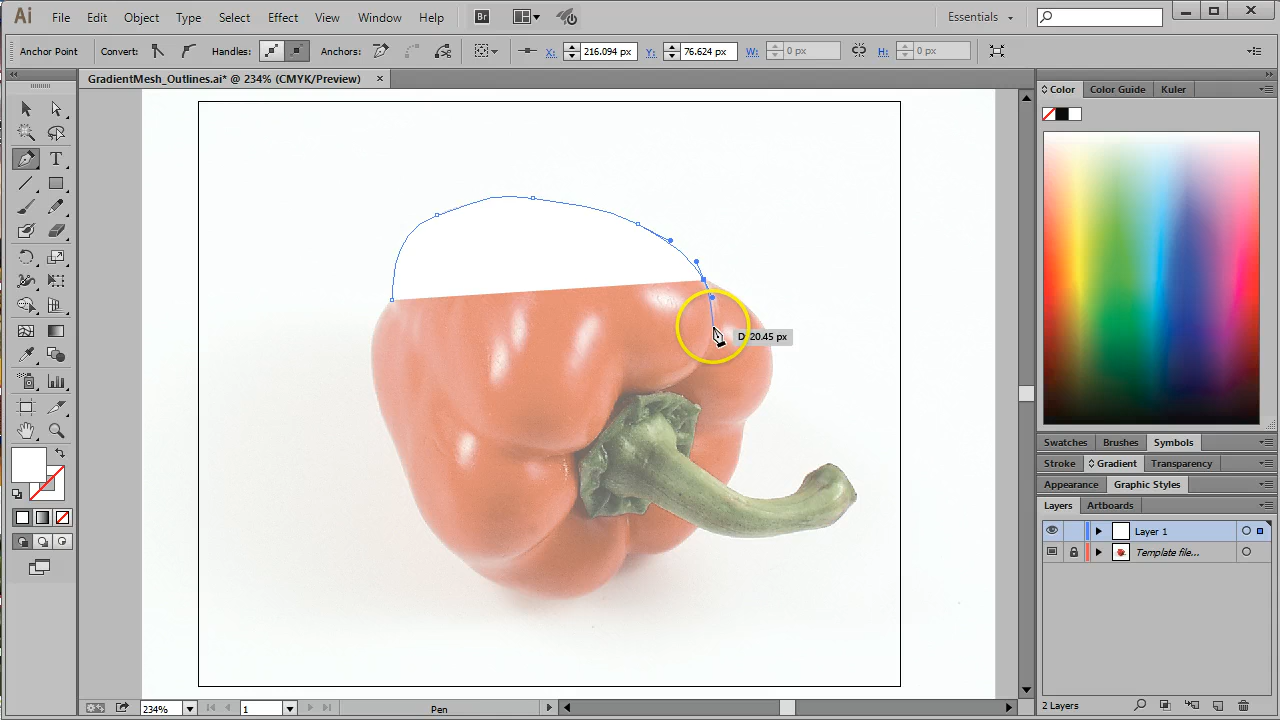 Ai File Edit Object Type Select Effect View Window Help Br Essentials
Anchor Point Convert: Handles: Anchors: X: 216.094 px Y: 76.624 px W: 0 px H: 0 px
GradientMesh_Outlines.ai* @ 234% (CMYK/Preview) ×
Color Color Guide Kuler
T
D: 20.45 px
Swatches Brushes Symbols
Stroke Gradient Transparency
Appearance Graphic Styles
Layers Artboards
Layer 1
Template file...
2 Layers
234% 1 Pen